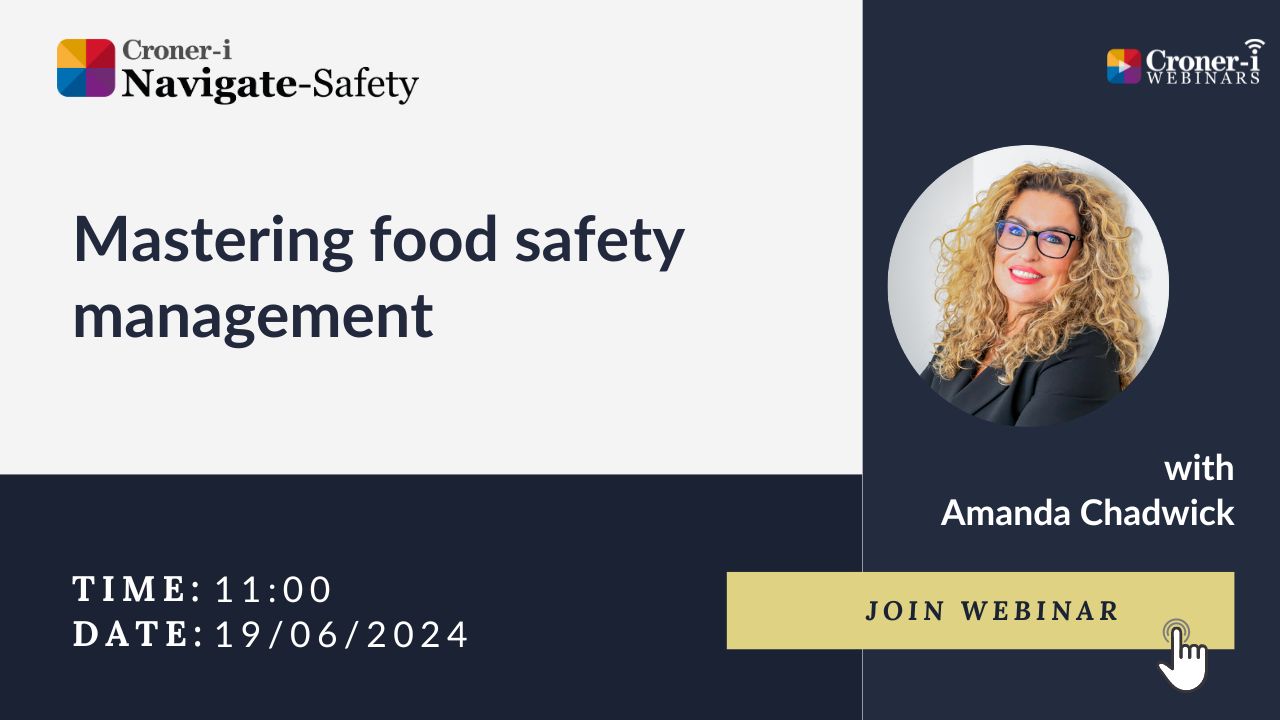 Croner-i
Navigate-Safety
Croner-i
WEBINARS
Mastering food safety
management
with
Amanda Chadwick
TIME: 11:00
DATE: 19/06/2024
JOIN WEBINAR